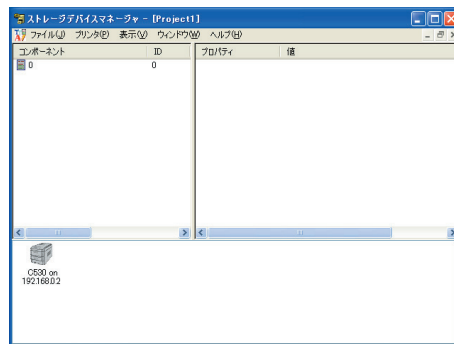 ストレージデバイスマネージャ - [Project1]
ファイル(J) プリンタ(P) 表示(V) ウィンドウ(W) ヘルプ(H)
コンポーネント ID プロパティ 値
0 0
C530 on
192.168.0.2